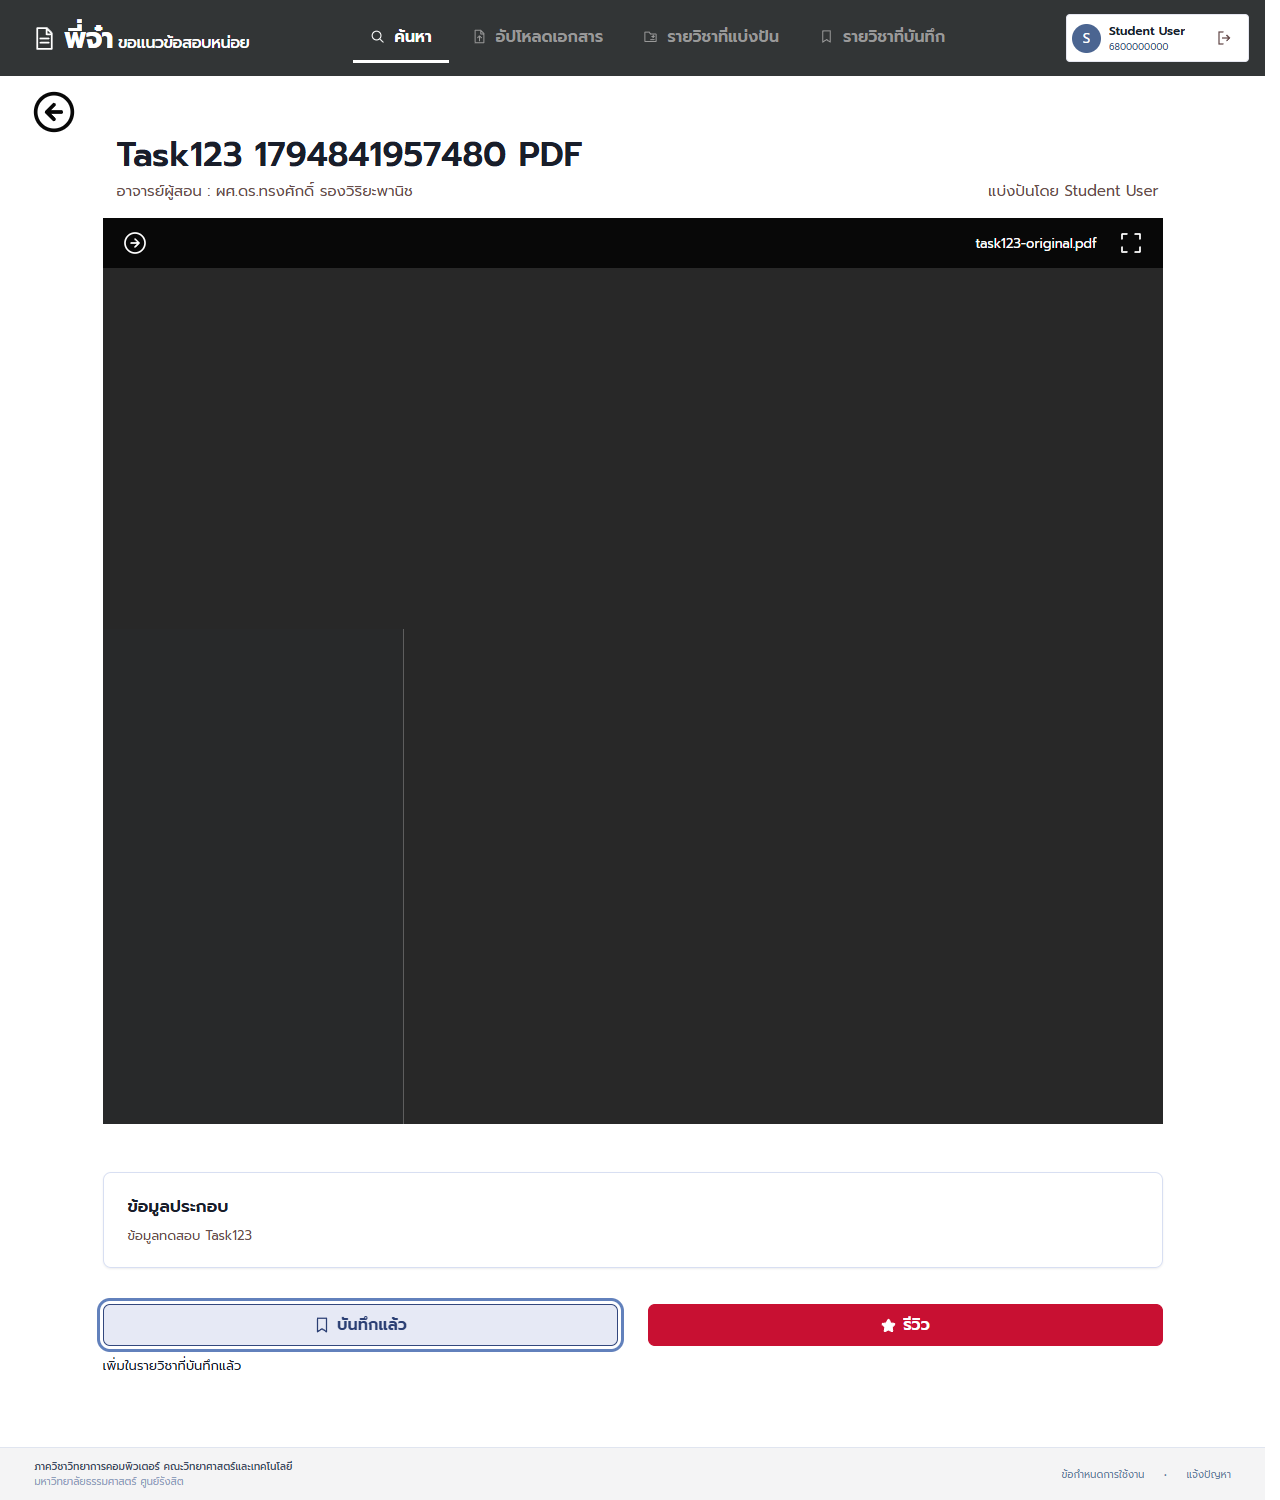 พี่จ๋า ขอแนวข้อสอบหน่อย
ค้นหา
อัปโหลดเอกสาร
รายวิชาที่แบ่งปัน
รายวิชาที่บันทึก
S
Student User
6800000000
Task123 1794841957480 PDF
อาจารย์ผู้สอน : ผศ.ดร.ทรงศักดิ์ รองวิริยะพานิช
แบ่งปันโดย Student User
task123-original.pdf
ข้อมูลประกอบ
ข้อมูลทดสอบ Task123
บันทึกแล้ว
รีวิว
เพิ่มในรายวิชาที่บันทึกแล้ว
ภาควิชาวิทยาการคอมพิวเตอร์ คณะวิทยาศาสตร์และเทคโนโลยี
มหาวิทยาลัยธรรมศาสตร์ ศูนย์รังสิต
ข้อกำหนดการใช้งาน • แจ้งปัญหา